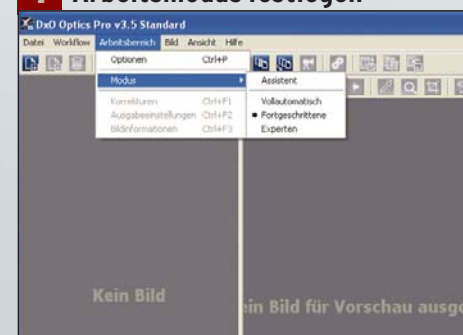 Arbeitsmodus festlegen
DxO Optics Pro v3.5 Standard
Datei Workflow Arbeitsbereich Bild Ansicht Hilfe
Optionen Ctrl+P
Modus
Assistent
Korrekturen Ctrl+F1
Vollautomatisch
Ausgabeeinstellungen Ctrl+F2
Fortgeschrittene
Bildinformationen Ctrl+F3
Experten
Kein Bild
ein Bild für Vorschau ausge